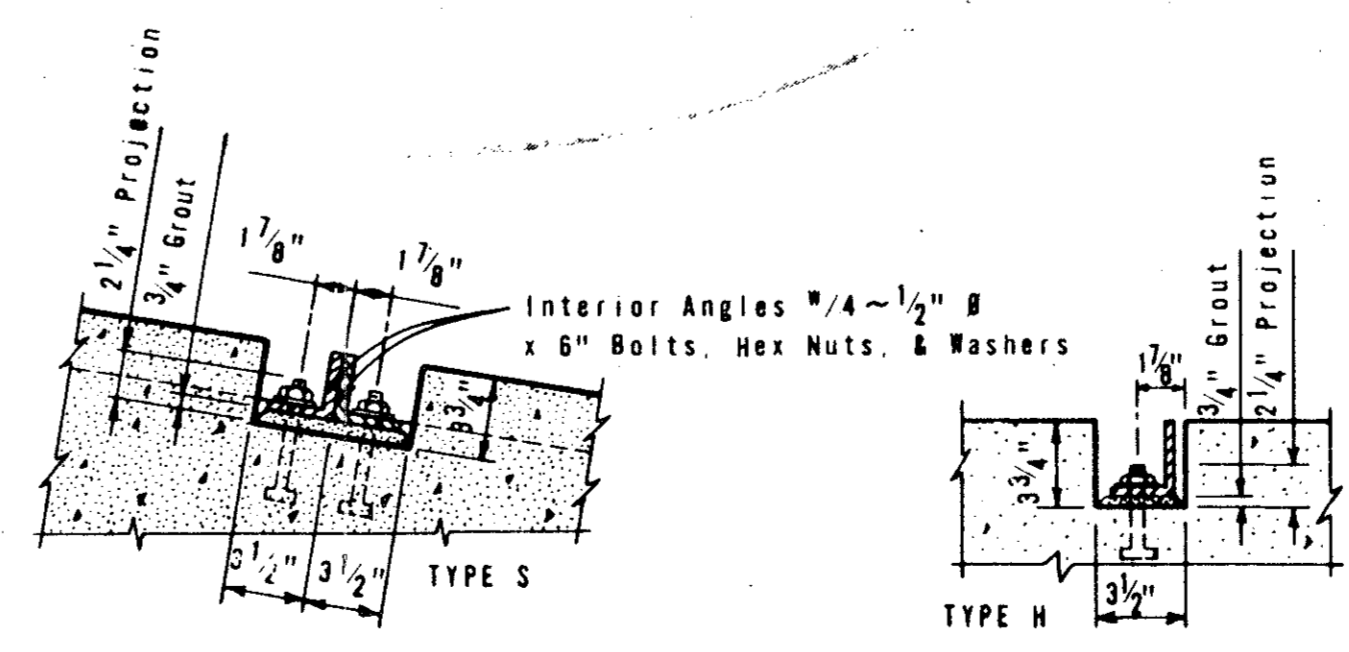 2 1/4" Projection
3/4" Grout
1 7/8"
1 7/8"
Interior Angles w/4~1/2" Ø
x 6" Bolts, Hex Nuts, & Washers
3 3/4"
3 1/2"
3 1/2"
TYPE S
1 7/8"
3/4" Grout
2 1/4" Projection
3 3/4"
3 1/2"
TYPE H